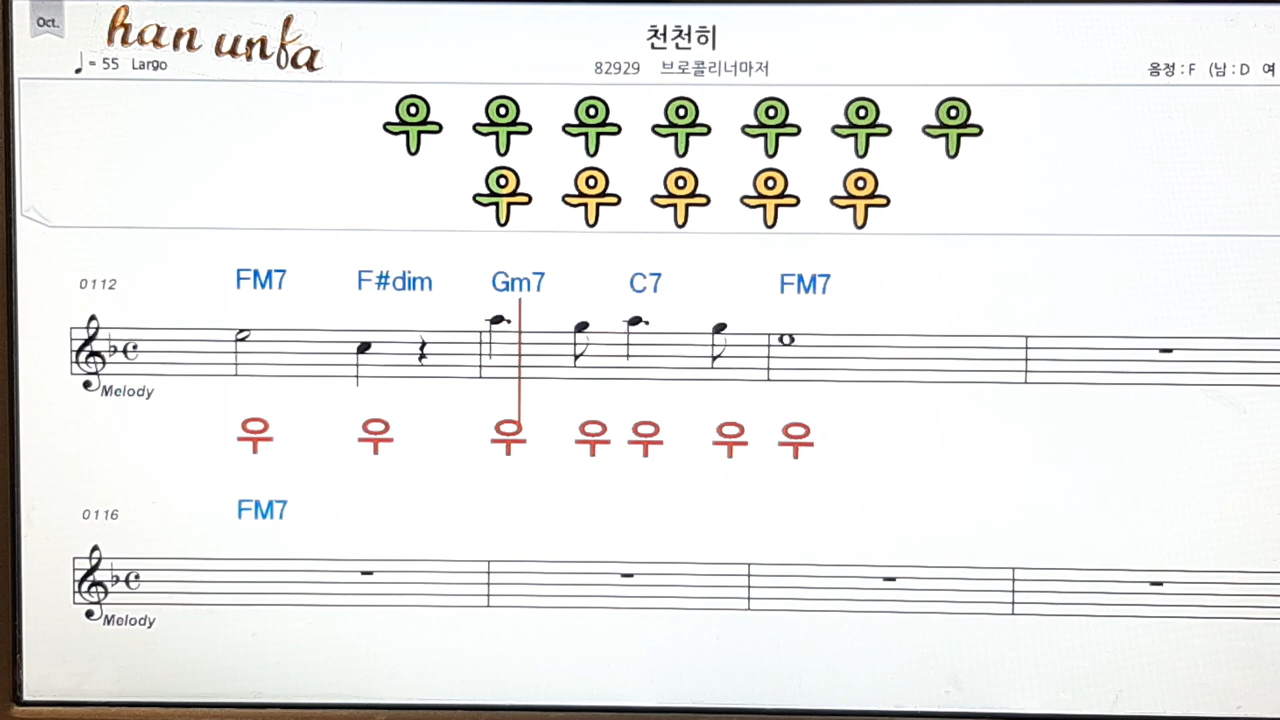 Oct.
han unfa
천천히
♩= 55 Largo
82929 브로콜리너마저
음정 : F (남 : D 여
우 우 우 우 우 우 우
우 우 우 우 우
0112 FM7 F#dim Gm7 C7 FM7
Melody
우 우 우 우 우 우 우
0116 FM7
Melody